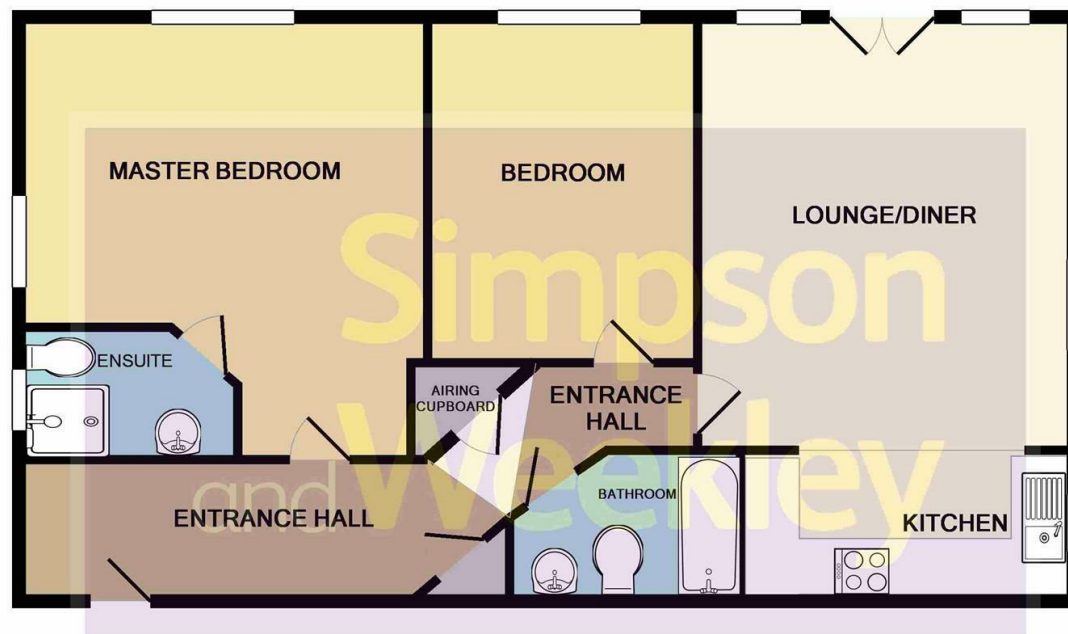 MASTER BEDROOM
BEDROOM
LOUNGE/DINER
Simpson
ENSUITE
AIRING
CUPBOARD
ENTRANCE
HALL
and Weekley
BATHROOM
ENTRANCE HALL
KITCHEN